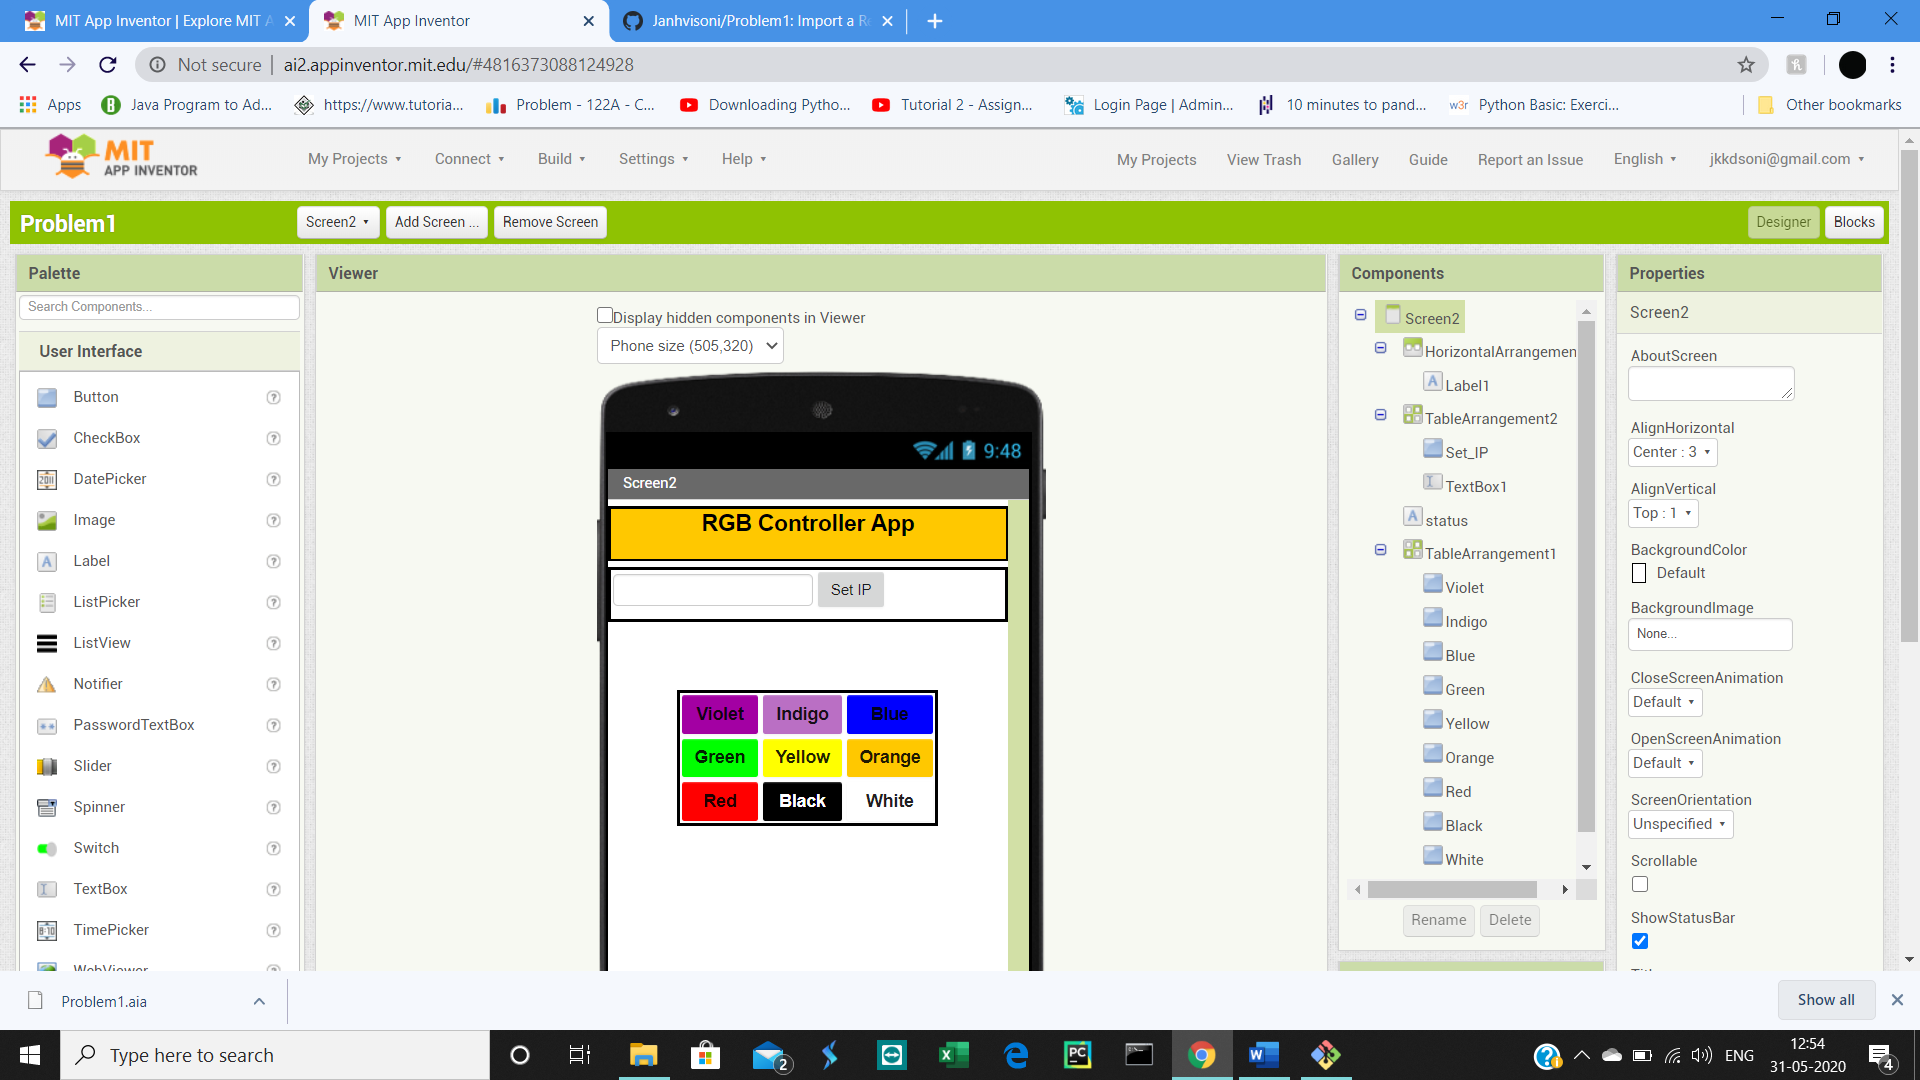 MIT App Inventor | Explore MIT A
MIT App Inventor
Janhvisoni/Problem1: Import a Re
Not secure | ai2.appinventor.mit.edu/#4816373088124928
Apps
Java Program to Ad...
https://www.tutoria...
Problem - 122A - C...
Downloading Pytho...
Tutorial 2 - Assign...
Login Page | Admin...
10 minutes to pand...
w3r Python Basic: Exerci...
Other bookmarks
MIT
APP INVENTOR
My Projects
Connect
Build
Settings
Help
My Projects
View Trash
Gallery
Guide
Report an Issue
English
jkkdsoni@gmail.com
Problem1
Screen2
Add Screen ...
Remove Screen
Designer
Blocks
Palette
Search Components...
User Interface
Button
CheckBox
DatePicker
Image
Label
ListPicker
ListView
Notifier
PasswordTextBox
Slider
Spinner
Switch
TextBox
TimePicker
WebViewer
Viewer
Display hidden components in Viewer
Phone size (505,320)
9:48
Screen2
RGB Controller App
Set IP
Violet Indigo Blue
Green Yellow Orange
Red Black White
Components
Screen2
HorizontalArrangemen
Label1
TableArrangement2
Set_IP
TextBox1
status
TableArrangement1
Violet
Indigo
Blue
Green
Yellow
Orange
Red
Black
White
Rename
Delete
Properties
Screen2
AboutScreen
AlignHorizontal
Center : 3
AlignVertical
Top : 1
BackgroundColor
Default
BackgroundImage
None...
CloseScreenAnimation
Default
OpenScreenAnimation
Default
ScreenOrientation
Unspecified
Scrollable
ShowStatusBar
Problem1.aia
Show all
Type here to search
2
PC
ENG
12:54
31-05-2020
4